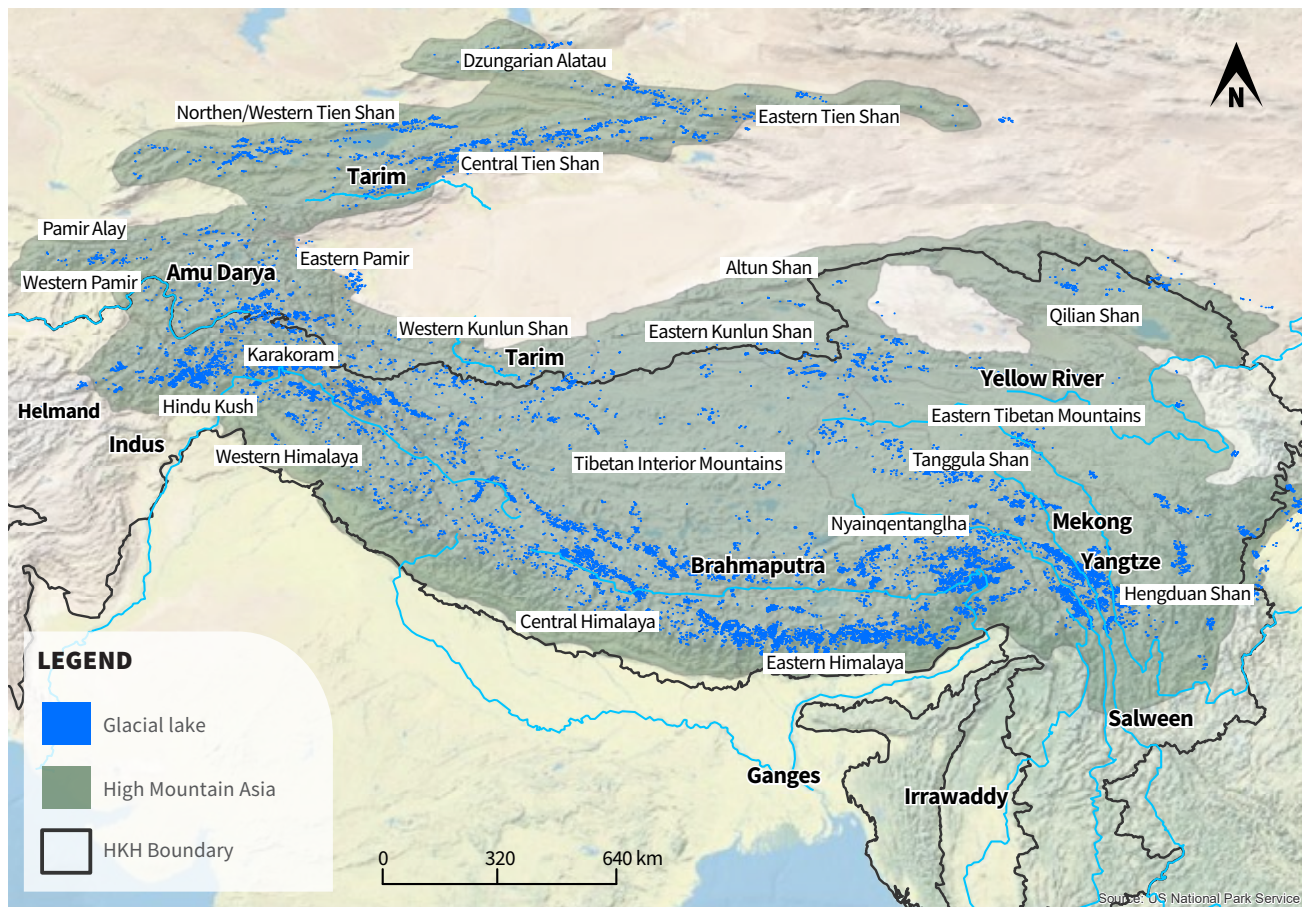 Dzungarian Alatau
Northen/Western Tien Shan
Eastern Tien Shan
N
Central Tien Shan
Tarim
Pamir Alay
Eastern Pamir
Amu Darya
Western Pamir
Altun Shan
Qilian Shan
Western Kunlun Shan
Eastern Kunlun Shan
Karakoram
Tarim
Yellow River
Hindu Kush
Helmand
Eastern Tibetan Mountains
Indus
Western Himalaya
Tibetan Interior Mountains
Tanggula Shan
Nyainqentanglha
Mekong
Brahmaputra
Yangtze
Hengduan Shan
Central Himalaya
Eastern Himalaya
Salween
Ganges
Irrawaddy
LEGEND
Glacial lake
High Mountain Asia
HKH Boundary
0 320 640 km
Source: US National Park Service